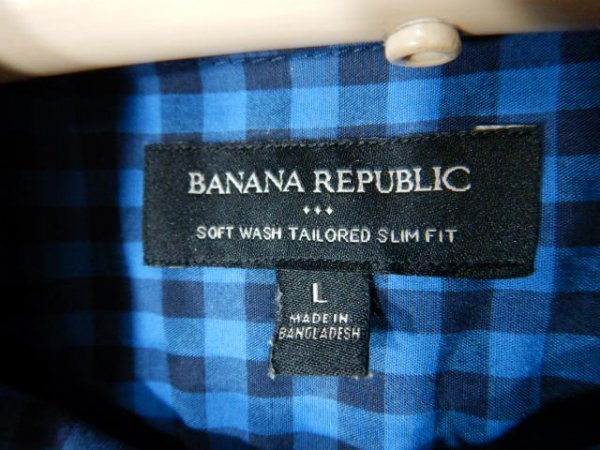 BANANA REPUBLIC
SOFT WASH TAILORED SLIM FIT
L
MADE IN
BANGLADESH